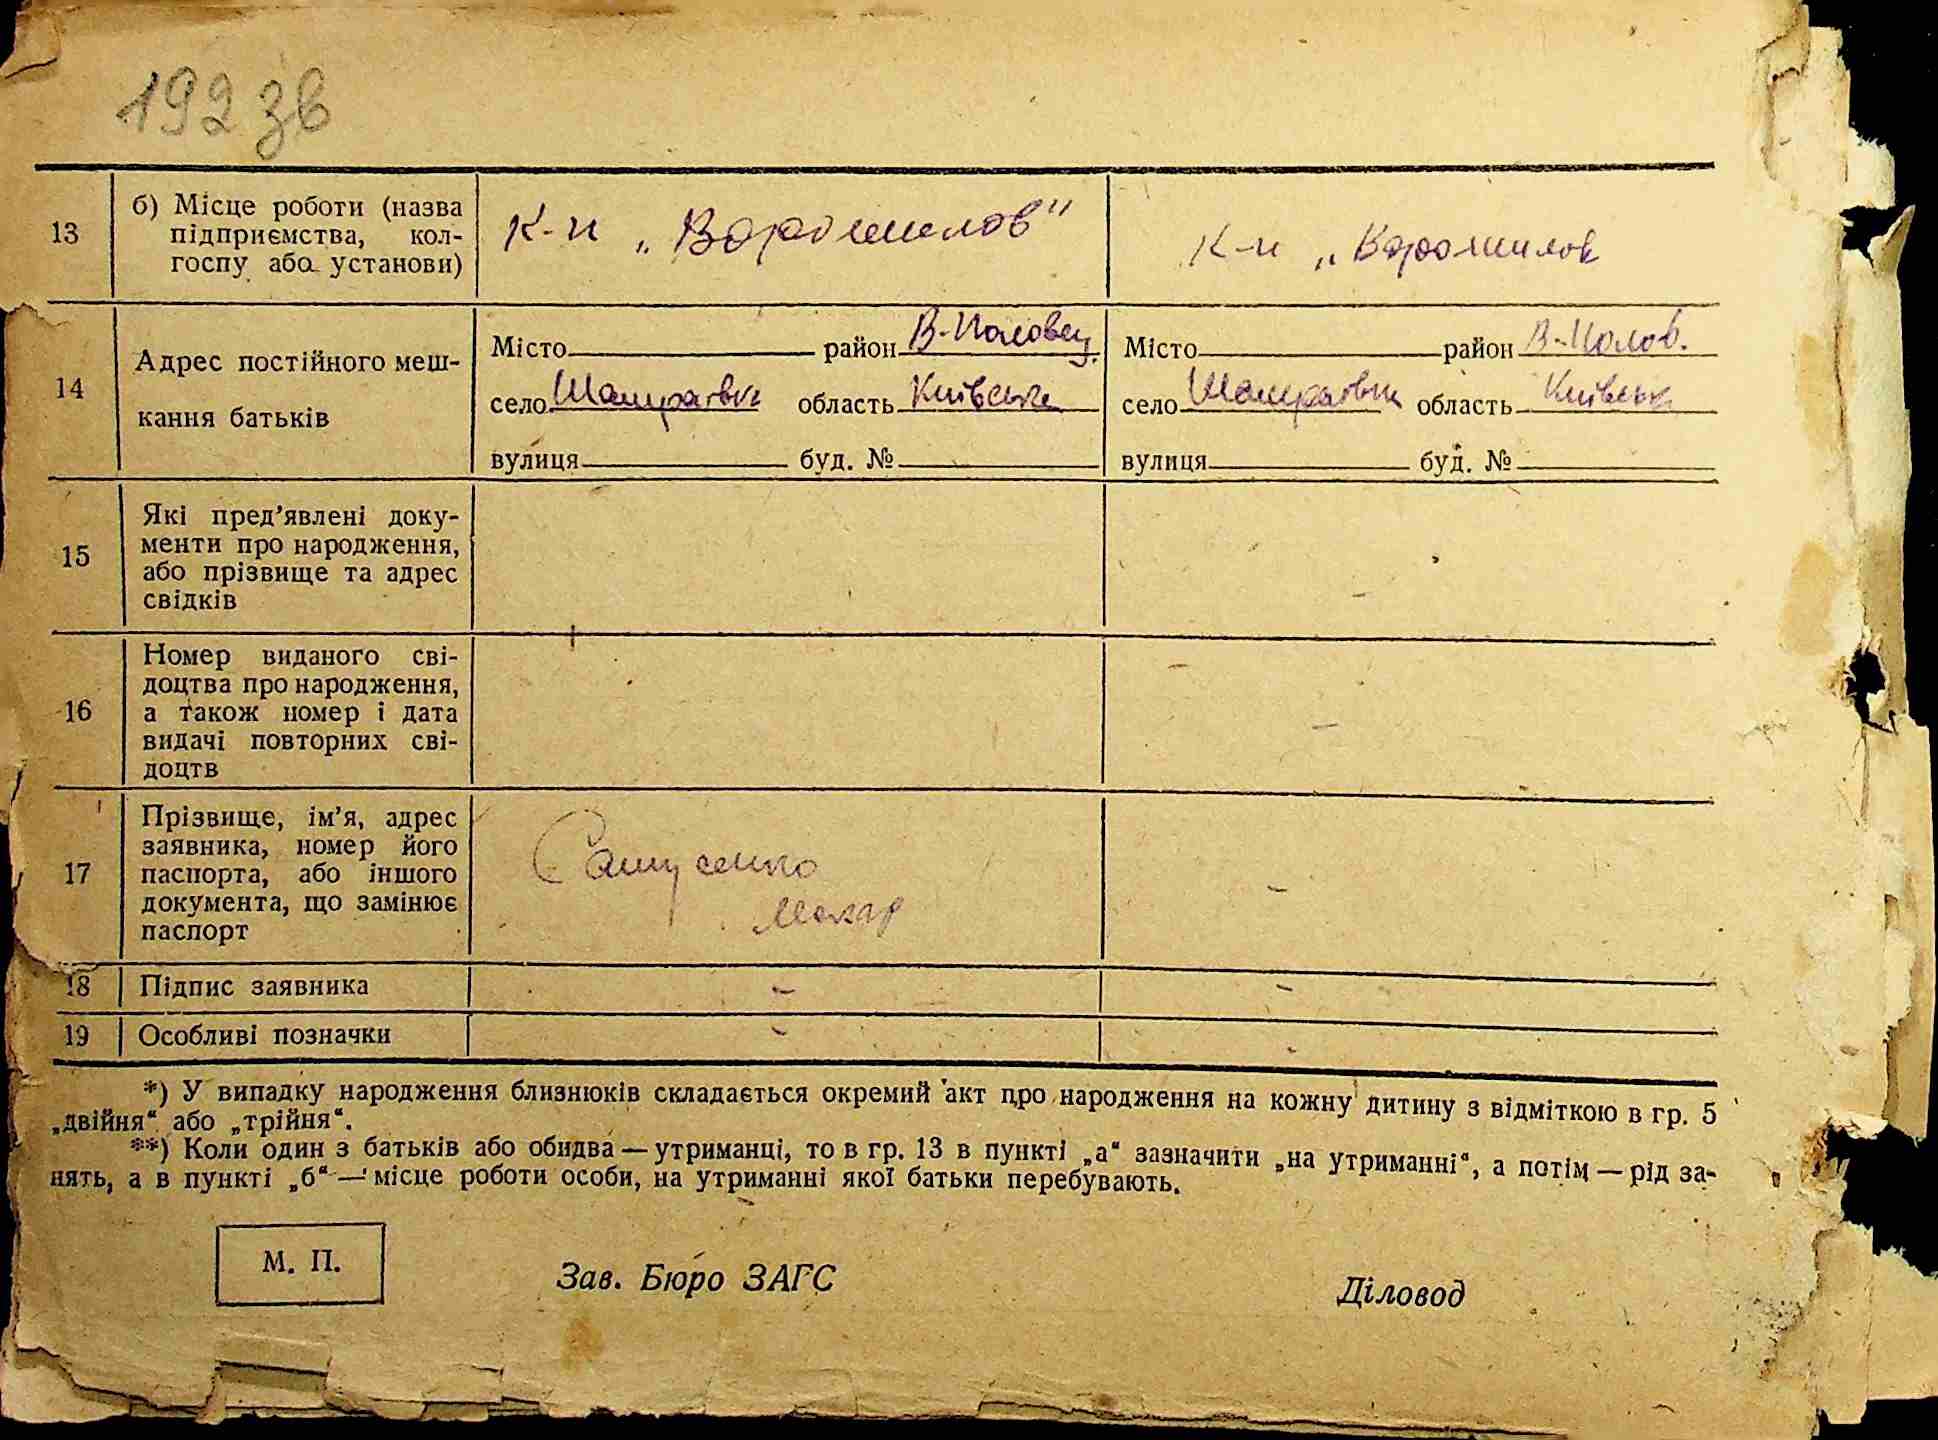 192 зв
13
б) Місце роботи (назва
підприємства, кол-
госпу або установи)
К-п „Ворошилов"
К-п „Ворошилов
14
Адрес постійного меш-
кання батьків
Місто район В-Половец.
село Шамраївка область Київська
вулиця буд. №
Місто район В-Полов.
село Шамраївка область Київська
вулиця буд. №
15
Які пред'явлені доку-
менти про народження,
або прізвище та адрес
свідків
16
Номер виданого сві-
доцтва про народження,
а також номер і дата
видачі повторних сві-
доцтв
17
Прізвище, ім'я, адрес
заявника, номер його
паспорта, або іншого
документа, що замінює
паспорт
Макар
18 Підпис заявника - -
19 Особливі позначки - -
*) У випадку народження близнюків складається окремий акт про народження на кожну дитину з відміткою в гр. 5
„двійня“ або „трійня“.
**) Коли один з батьків або обидва — утриманці, то в гр. 13 в пункті „а“ зазначити „на утриманні“, а потім — рід за-
нять, а в пункті „б“ — місце роботи особи, на утриманні якої батьки перебувають.
М. П.
Зав. Бюро ЗАГС
Діловод